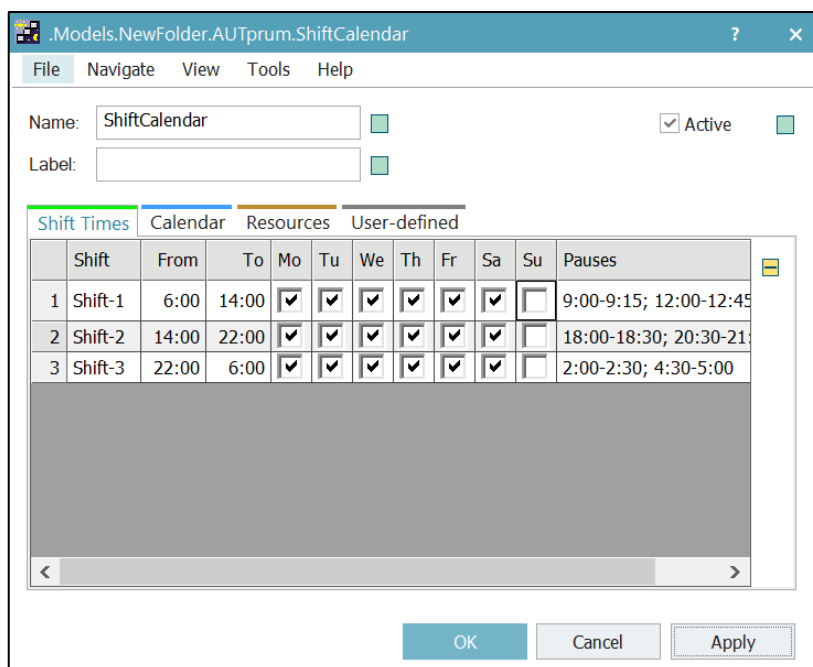 .Models.NewFolder.AUTprum.ShiftCalendar ? ×
File Navigate View Tools Help
Name: ShiftCalendar Active
Label:
Shift Times Calendar Resources User-defined
Shift From To Mo Tu We Th Fr Sa Su Pauses
1 Shift-1 6:00 14:00 9:00-9:15; 12:00-12:45
2 Shift-2 14:00 22:00 18:00-18:30; 20:30-21:
3 Shift-3 22:00 6:00 2:00-2:30; 4:30-5:00
OK Cancel Apply